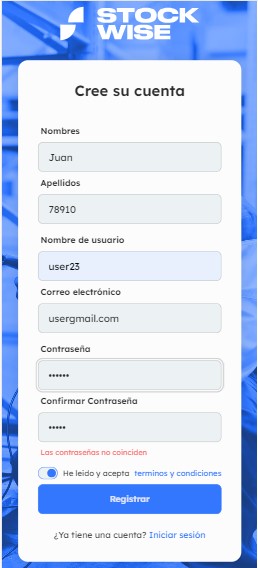 STOCK
WISE
Cree su cuenta
Nombres
Juan
Apellidos
78910
Nombre de usuario
user23
Correo electrónico
usergmail.com
Contraseña
••••••
Confirmar Contraseña
•••••
Las contraseñas no coinciden
He leído y acepta terminos y condiciones
Registrar
¿Ya tiene una cuenta? Iniciar sesión